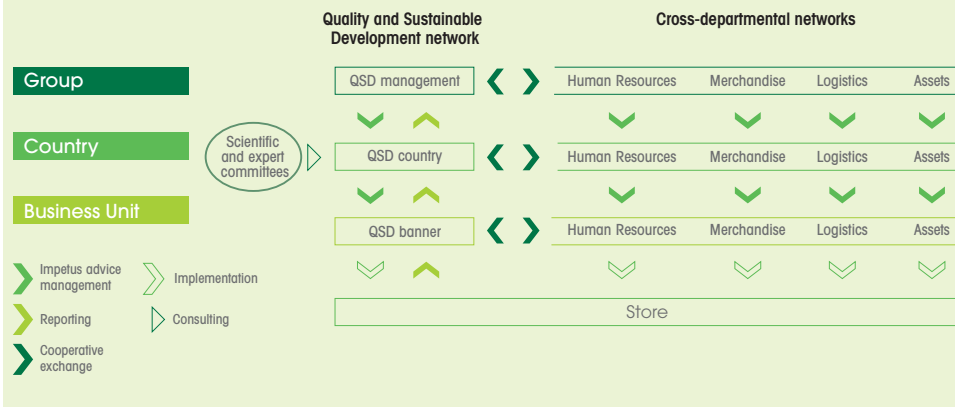 Quality and Sustainable
Development network
Cross-departmental networks
Group
QSD management
Human Resources
Merchandise
Logistics
Assets
Country
Scientific
and expert
committees
QSD country
Human Resources
Merchandise
Logistics
Assets
Business Unit
QSD banner
Human Resources
Merchandise
Logistics
Assets
Impetus advice
management
Implementation
Reporting
Consulting
Cooperative
exchange
Store